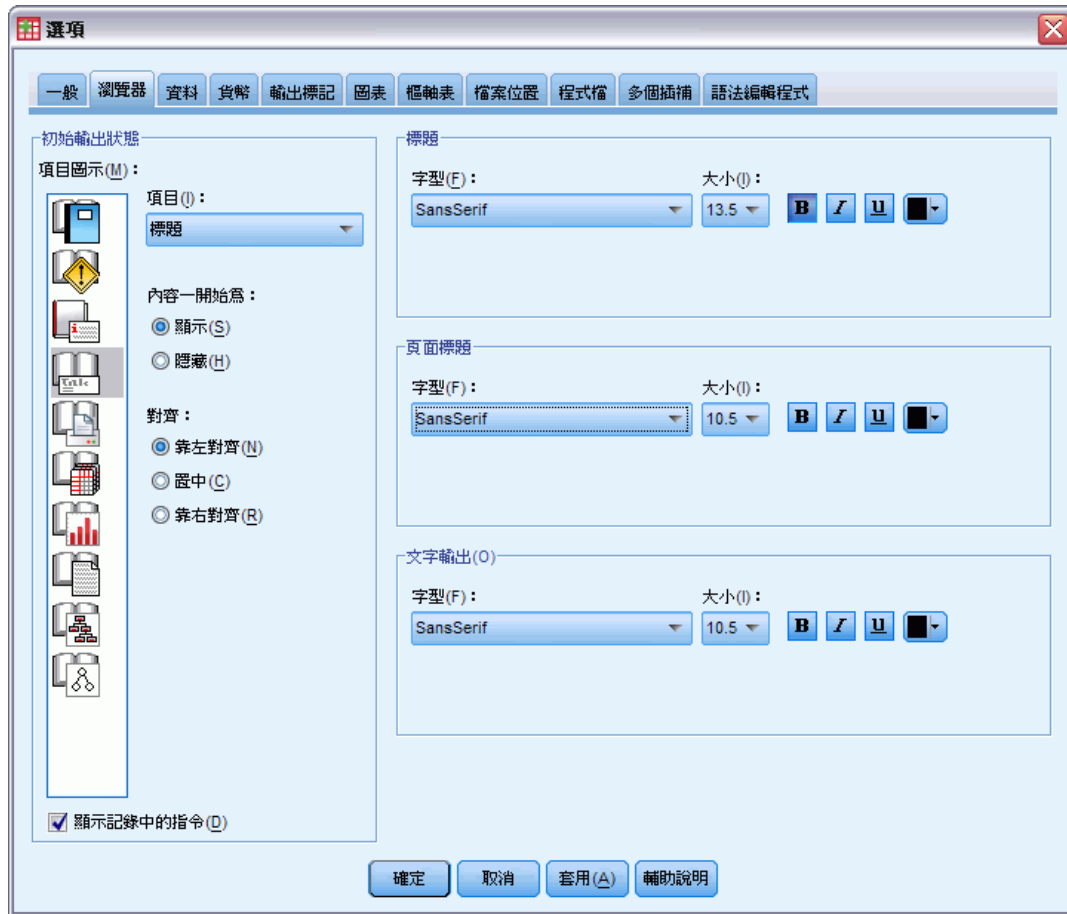 選項
一般 瀏覽器 資料 貨幣 輸出標記 圖表 樞軸表 檔案位置 程式檔 多個插補 語法編輯程式
初始輸出狀態
項目圖示(M)：
項目(I)：
標題
內容一開始為：
顯示(S)
隱藏(H)
對齊：
靠左對齊(N)
置中(C)
靠右對齊(R)
Title
顯示記錄中的指令(D)
標題
字型(F)： 大小(I)：
SansSerif 13.5 B I U
頁面標題
字型(F)： 大小(I)：
SansSerif 10.5 B I U
文字輸出(O)
字型(F)： 大小(I)：
SansSerif 10.5 B I U
確定 取消 套用(A) 輔助說明